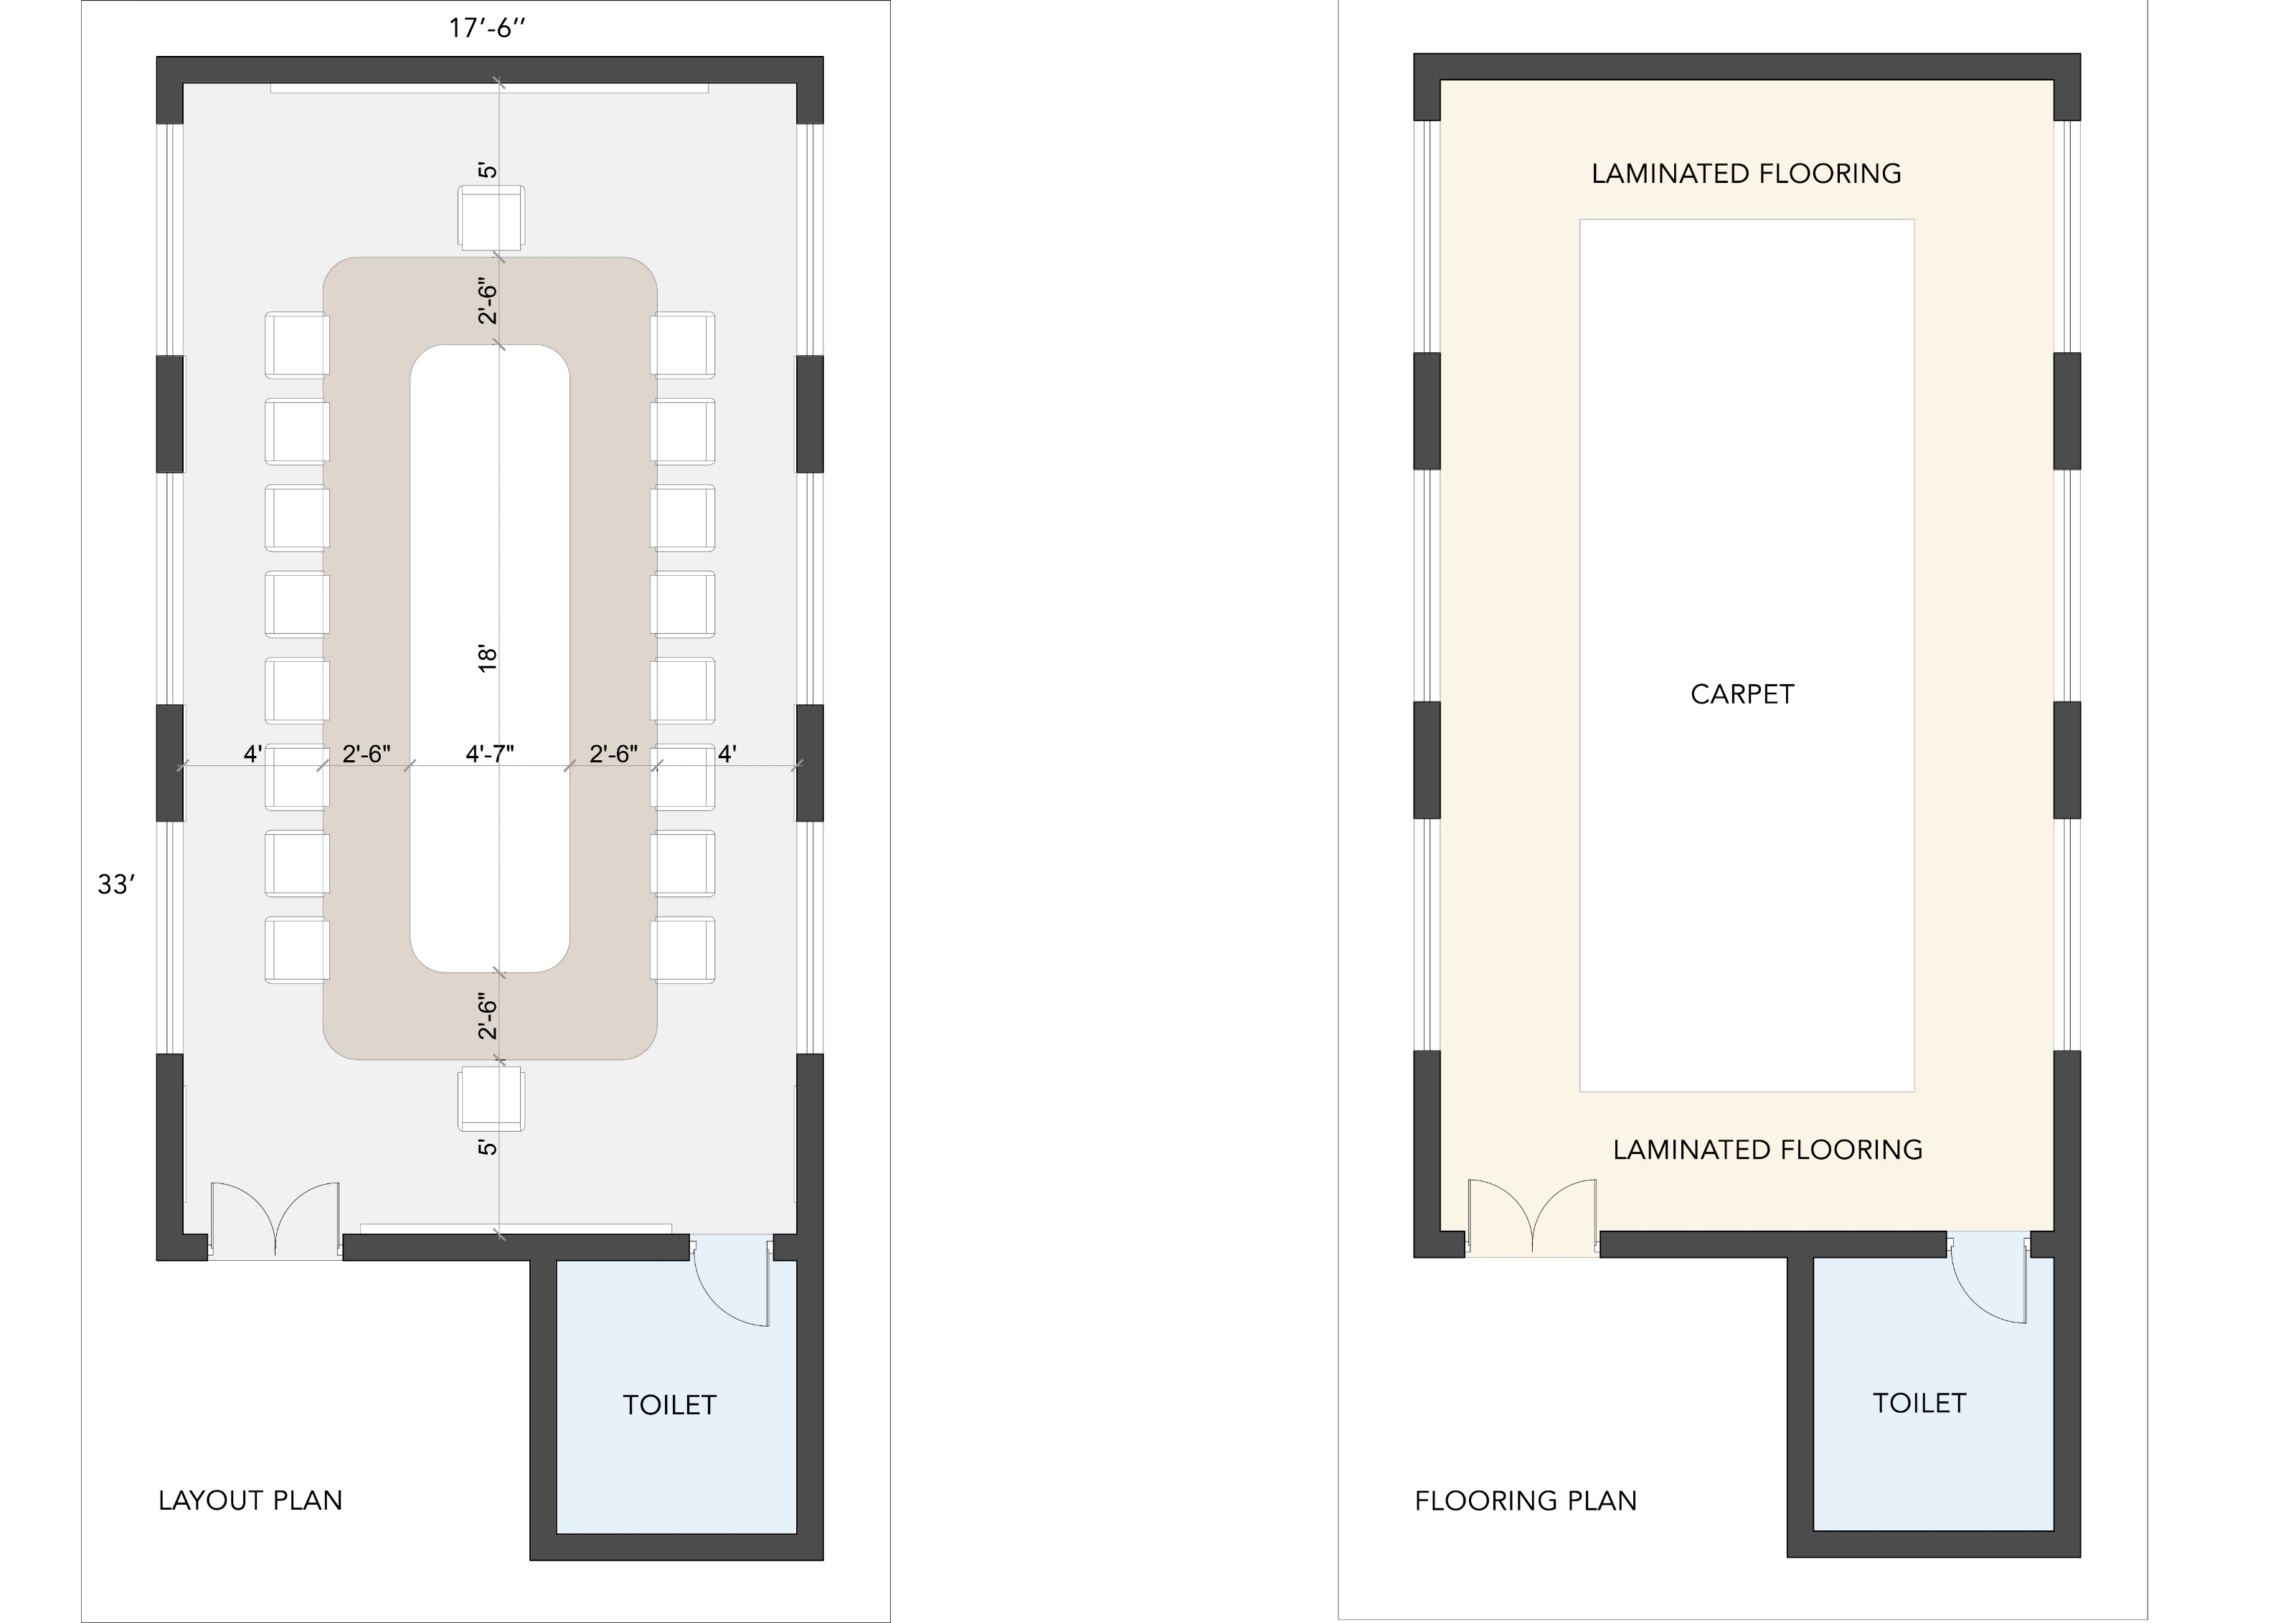 17’-6’’
5'
2'-6"
18'
4'
2'-6"
4'-7"
2'-6"
4'
33’
2'-6"
5'
TOILET
LAYOUT PLAN
LAMINATED FLOORING
CARPET
LAMINATED FLOORING
TOILET
FLOORING PLAN